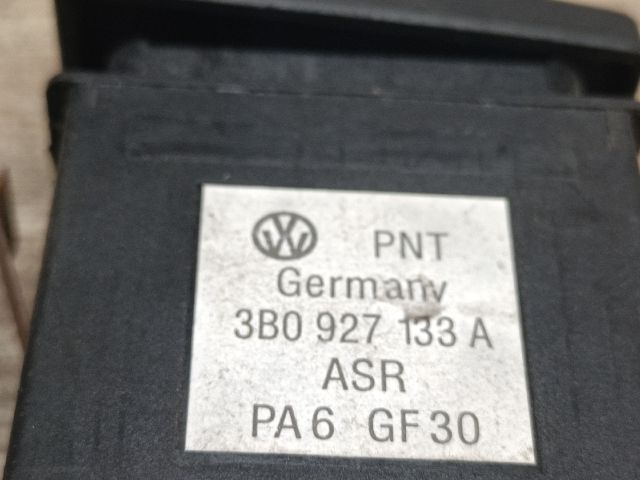 PNT
Germany
3B0 927 133 A
ASR
PA6 GF30